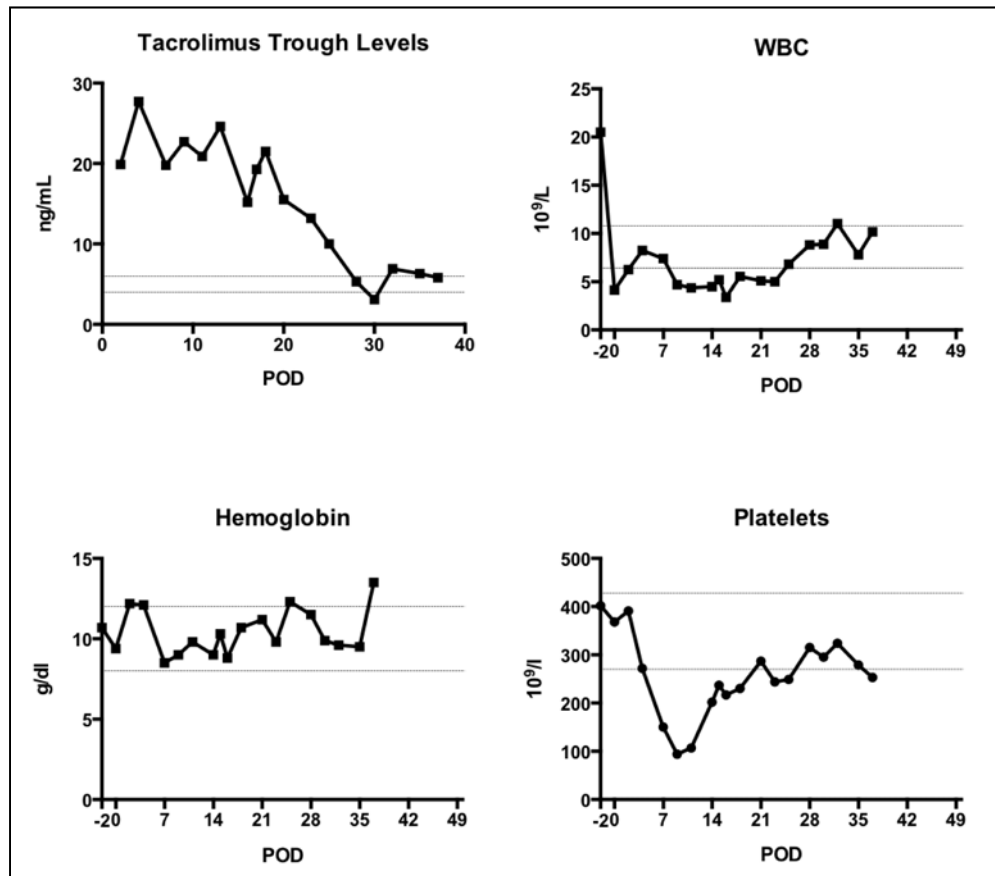 Tacrolimus Trough Levels
30
20
10
0
ng/mL
0 10 20 30 40
POD
WBC
25
20
15
10
5
0
10⁹/L
-20 7 14 21 28 35 42 49
POD
Hemoglobin
15
10
5
0
g/dl
-20 7 14 21 28 35 42 49
POD
Platelets
500
400
300
200
100
0
10⁹/l
-20 7 14 21 28 35 42 49
POD